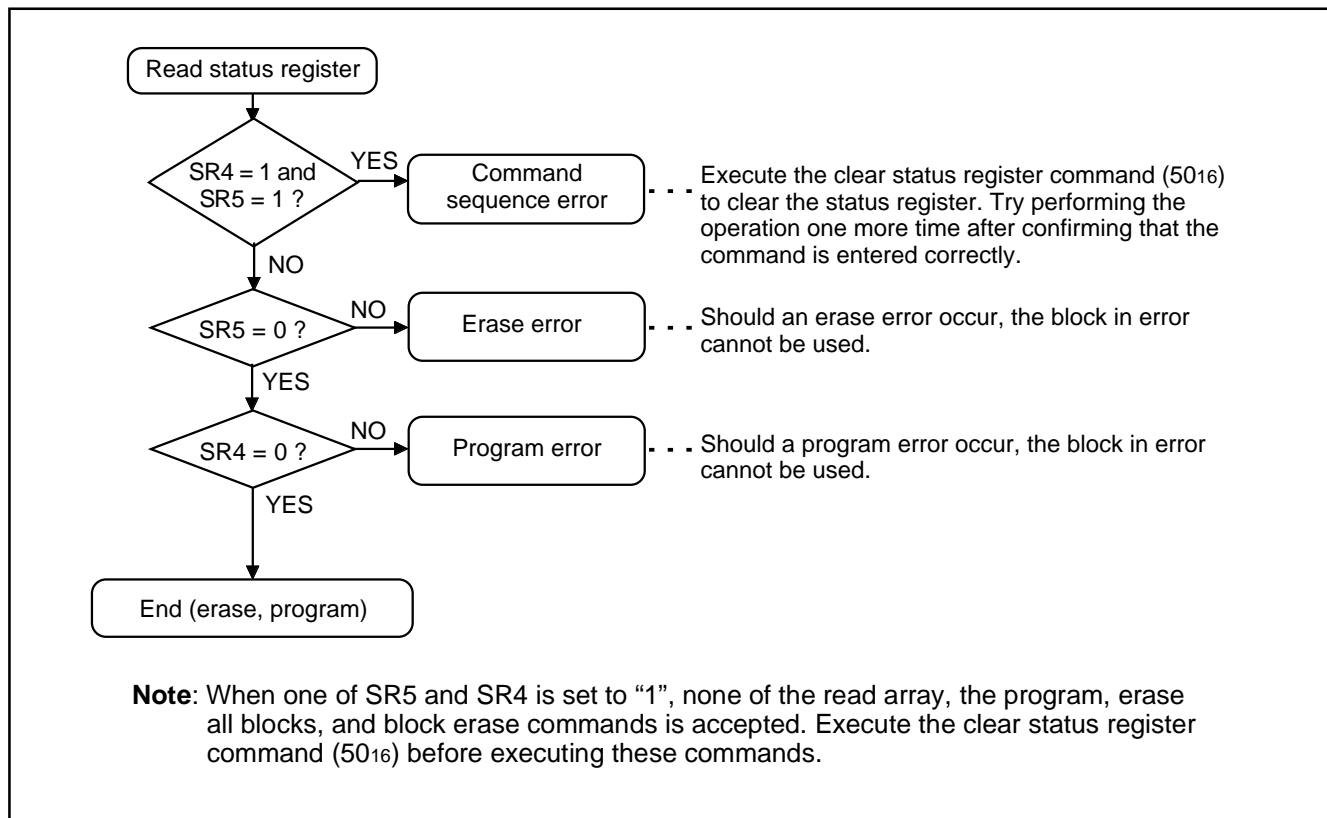 Read status register
SR4 = 1 and
SR5 = 1 ?
YES
Command
sequence error
Execute the clear status register command (5016)
to clear the status register. Try performing the
operation one more time after confirming that the
command is entered correctly.
NO
SR5 = 0 ?
NO
Erase error
Should an erase error occur, the block in error
cannot be used.
YES
SR4 = 0 ?
NO
Program error
Should a program error occur, the block in error
cannot be used.
YES
End (erase, program)
Note: When one of SR5 and SR4 is set to “1”, none of the read array, the program, erase
all blocks, and block erase commands is accepted. Execute the clear status register
command (5016) before executing these commands.